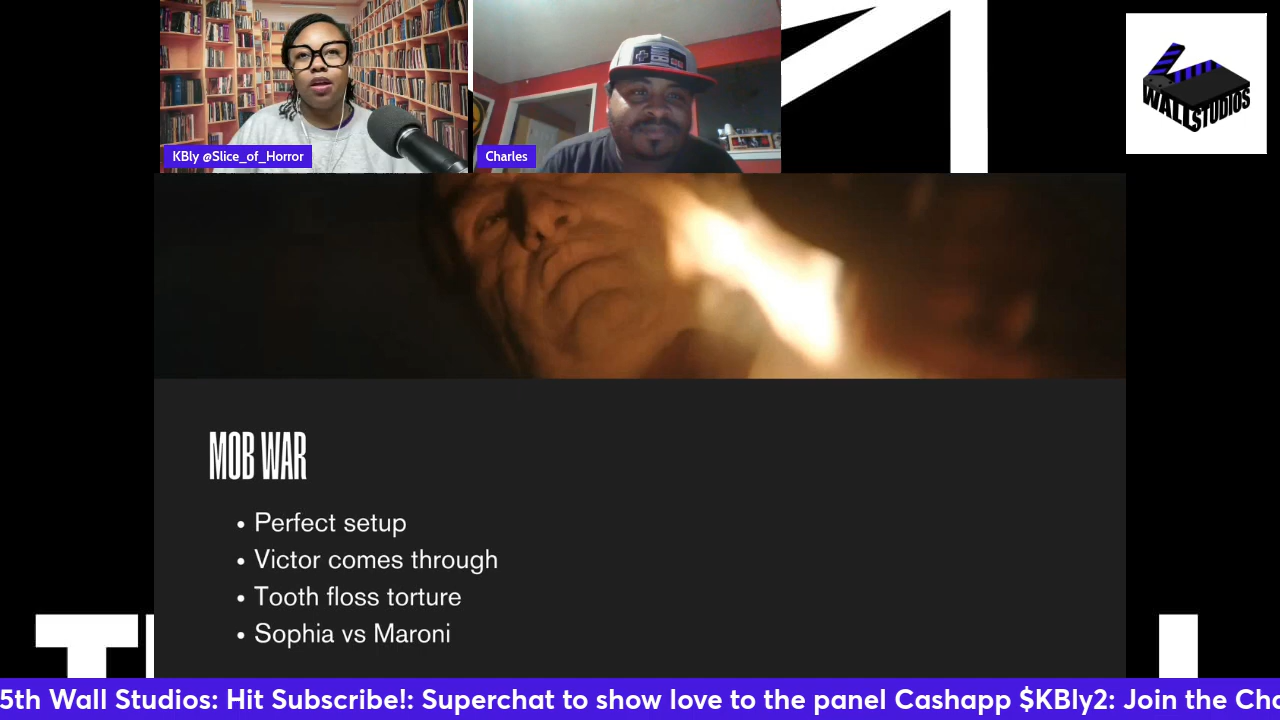 KBly @Slice_of_Horror
Charles
WALL STUDIOS
MOB WAR
• Perfect setup
• Victor comes through
• Tooth floss torture
• Sophia vs Maroni
5th Wall Studios: Hit Subscribe!: Superchat to show love to the panel Cashapp $KBly2: Join the Cha